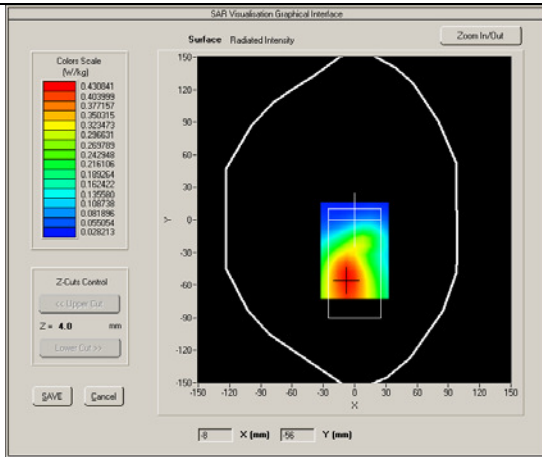 SAR Visualisation Graphical Interface
Surface Radiated Intensity
Zoom In/Out
Colors Scale
(W/kg)
0.430841
0.403999
0.377157
0.350315
0.323473
0.296631
0.269789
0.242948
0.216106
0.189264
0.162422
0.135580
0.108738
0.081896
0.055054
0.028213
150
120
90
60
30
0
-30
-60
-90
-120
-150
Y
-150 -120 -90 -60 -30 0 30 60 90 120 150
X
Z-Cuts Control
<< Upper Cut
Z = 4.0 mm
Lower Cut >>
SAVE Cancel
-8 X (mm) -56 Y (mm)